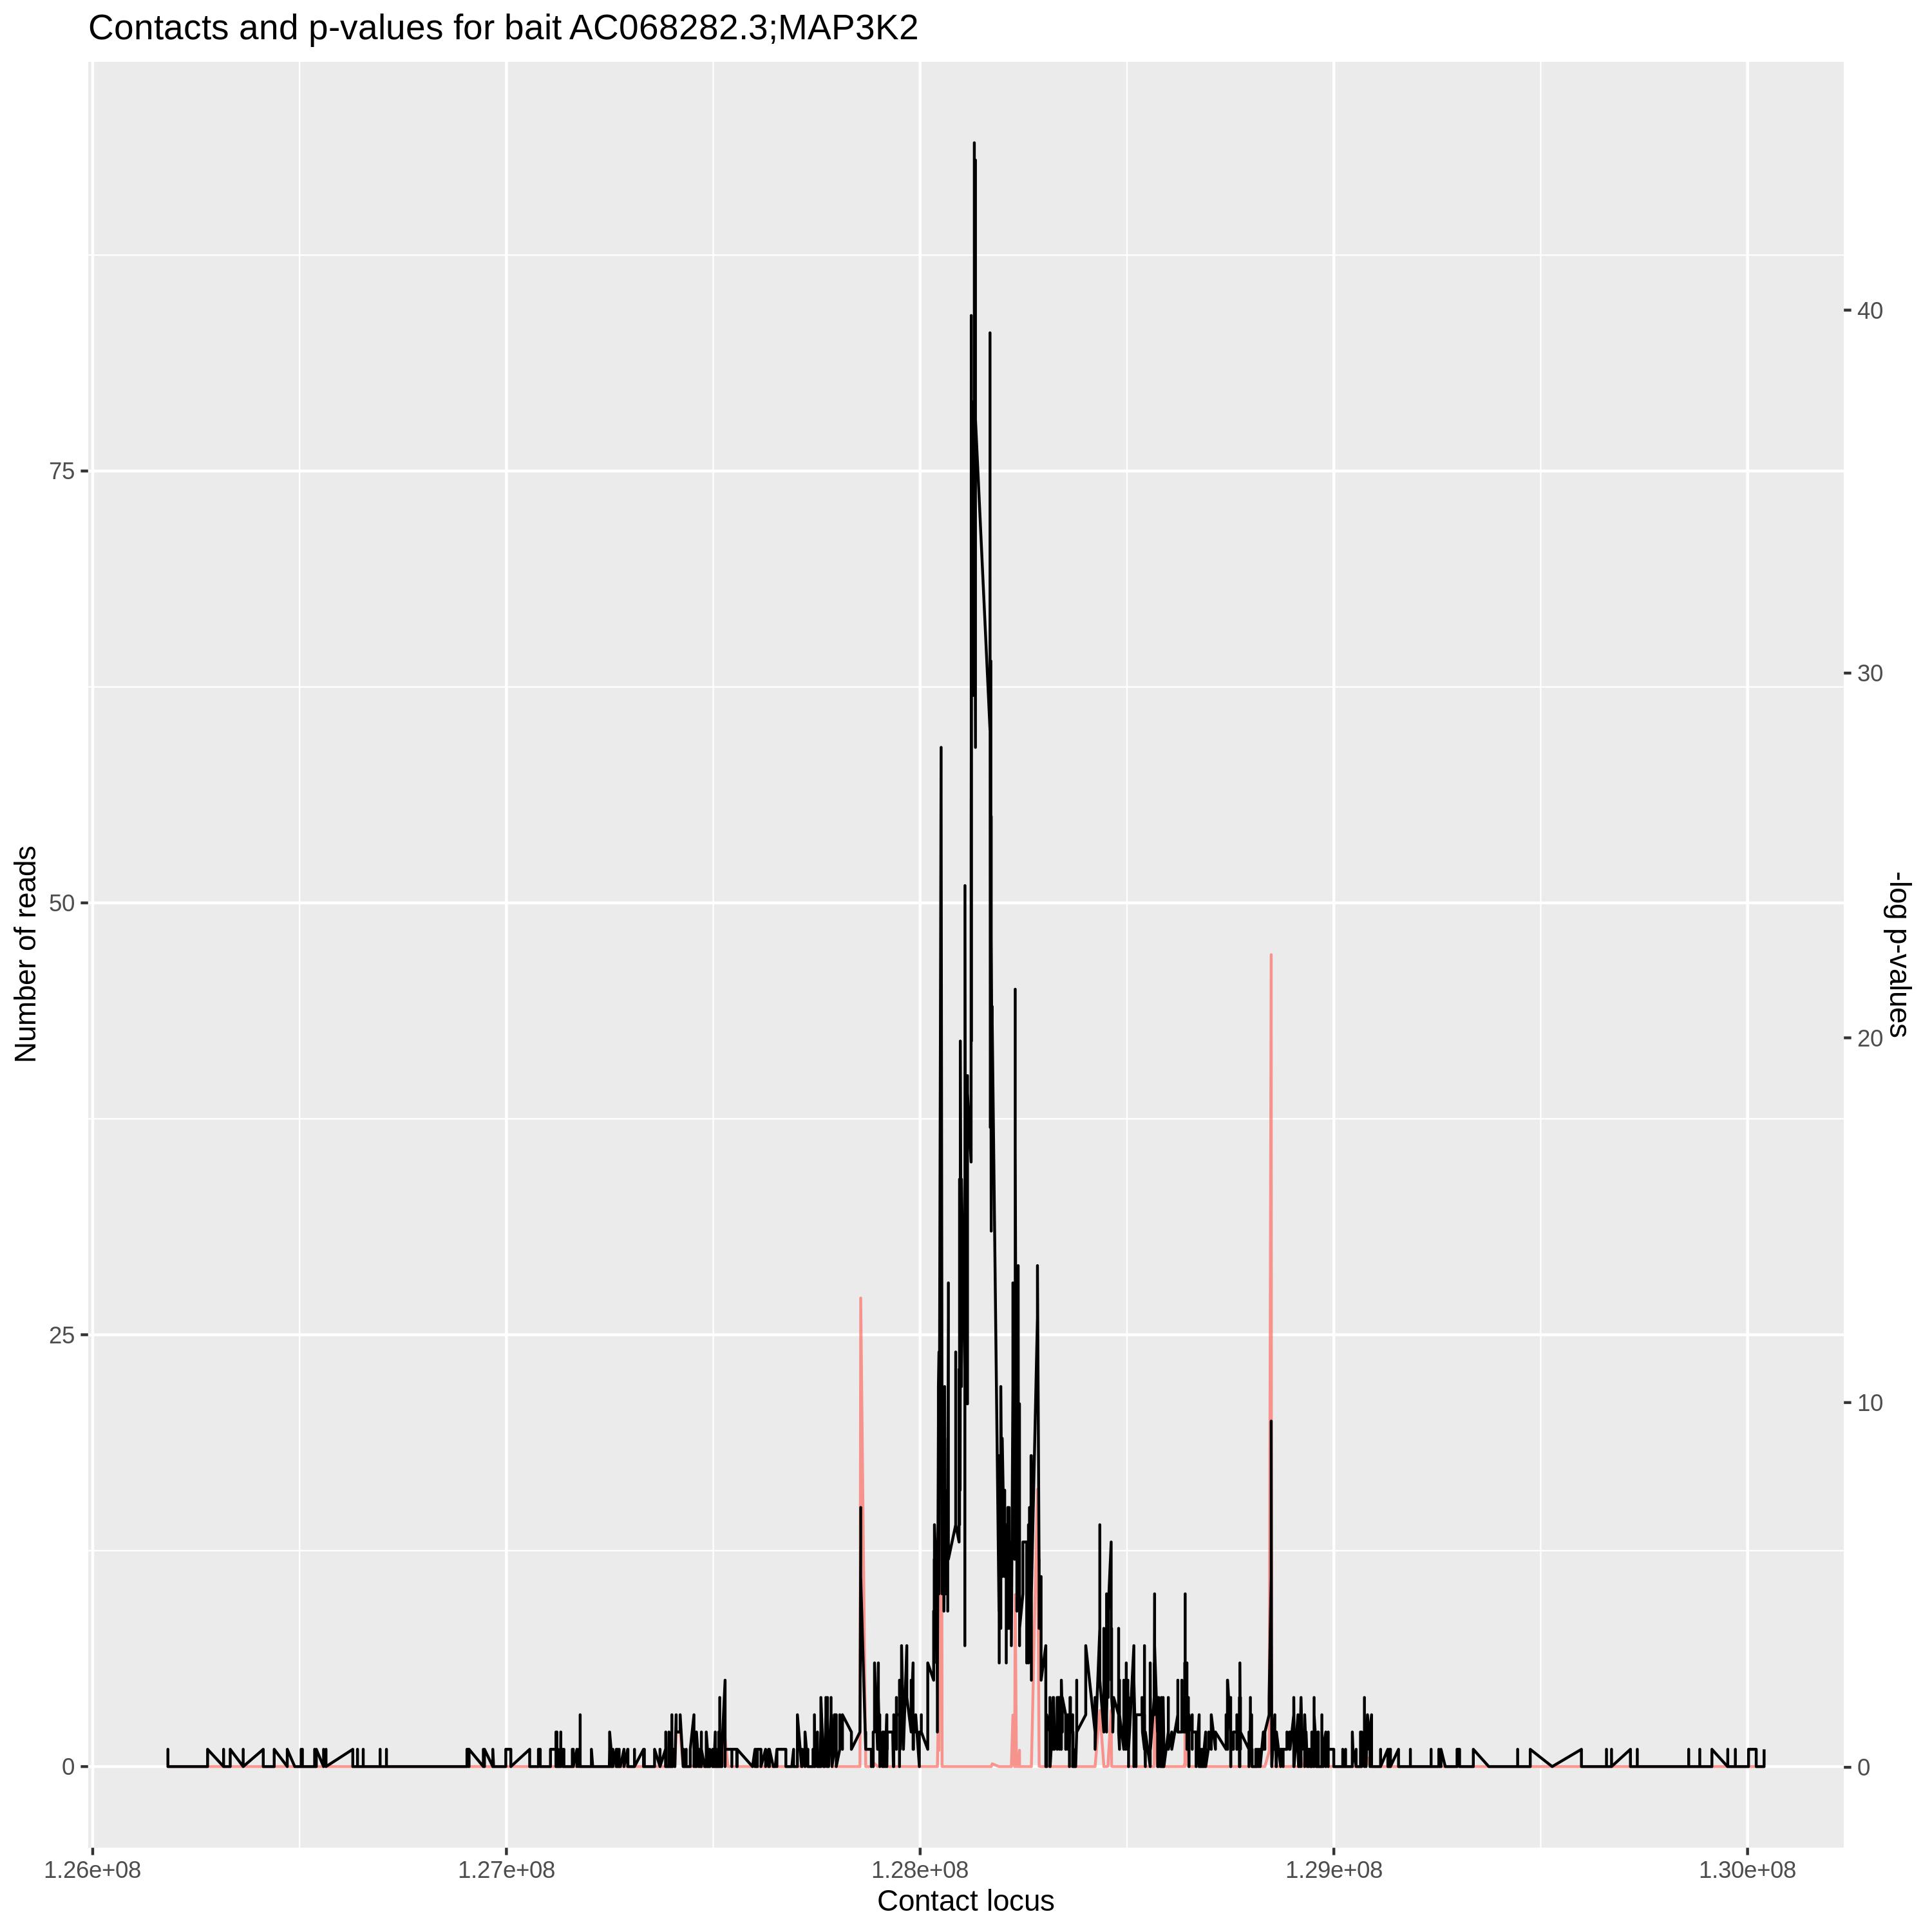 Contacts and p-values for bait AC068282.3;MAP3K2
Number of reads
75
50
25
0
40
30
20
10
0
-log p-values
1.26e+08 1.27e+08 1.28e+08 1.29e+08 1.30e+08
Contact locus